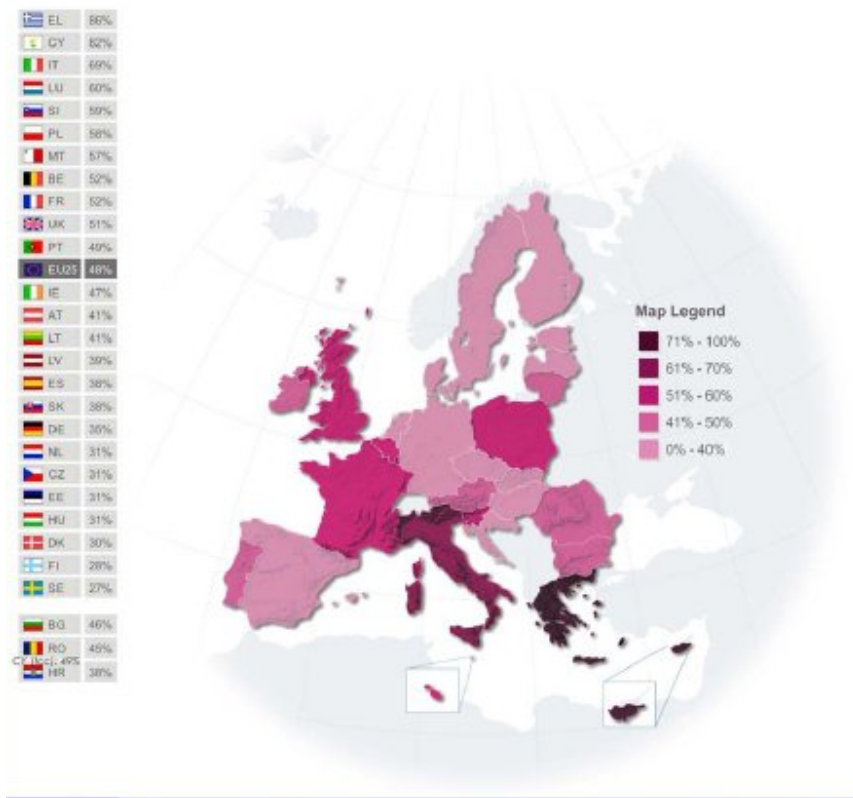 EL 86%
CY 82%
IT 69%
LU 60%
SI 59%
PL 58%
MT 57%
BE 52%
FR 52%
UK 51%
PT 49%
EU25 48%
IE 47%
AT 41%
LT 41%
LV 39%
ES 38%
SK 38%
DE 35%
NL 31%
CZ 31%
EE 31%
HU 31%
DK 30%
FI 28%
SE 27%
BG 46%
RO 45%
CY (tcc): 49%
HR 38%
Map Legend
71% - 100%
61% - 70%
51% - 60%
41% - 50%
0% - 40%